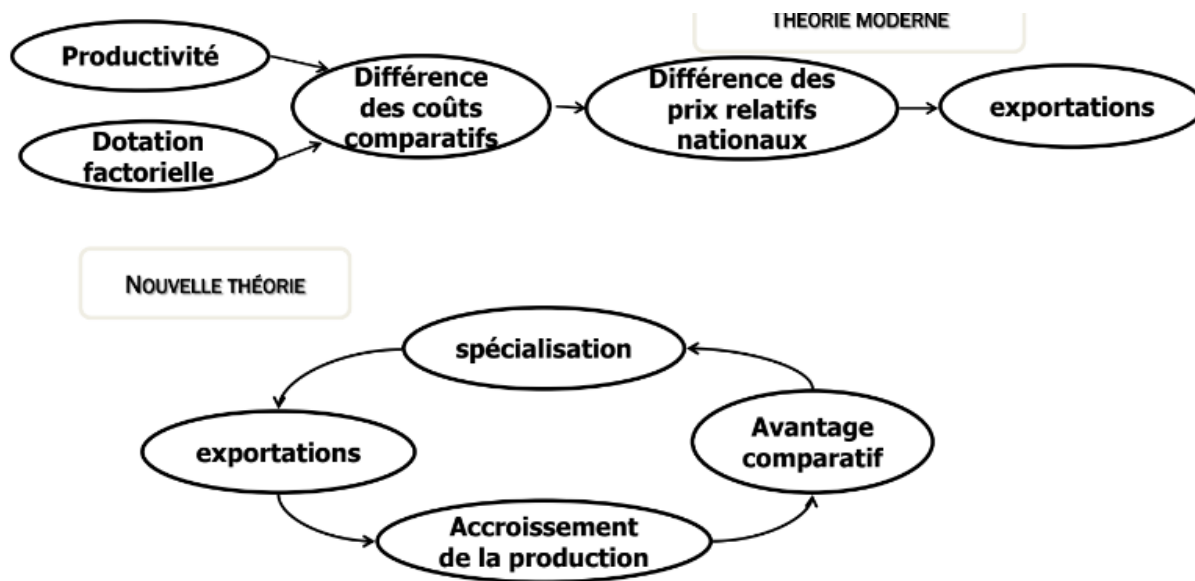 THÉORIE MODERNE
Productivité
Différence
des coûts
comparatifs
Différence des
prix relatifs
nationaux
exportations
Dotation
factorielle
NOUVELLE THÉORIE
spécialisation
exportations
Avantage
comparatif
Accroissement
de la production